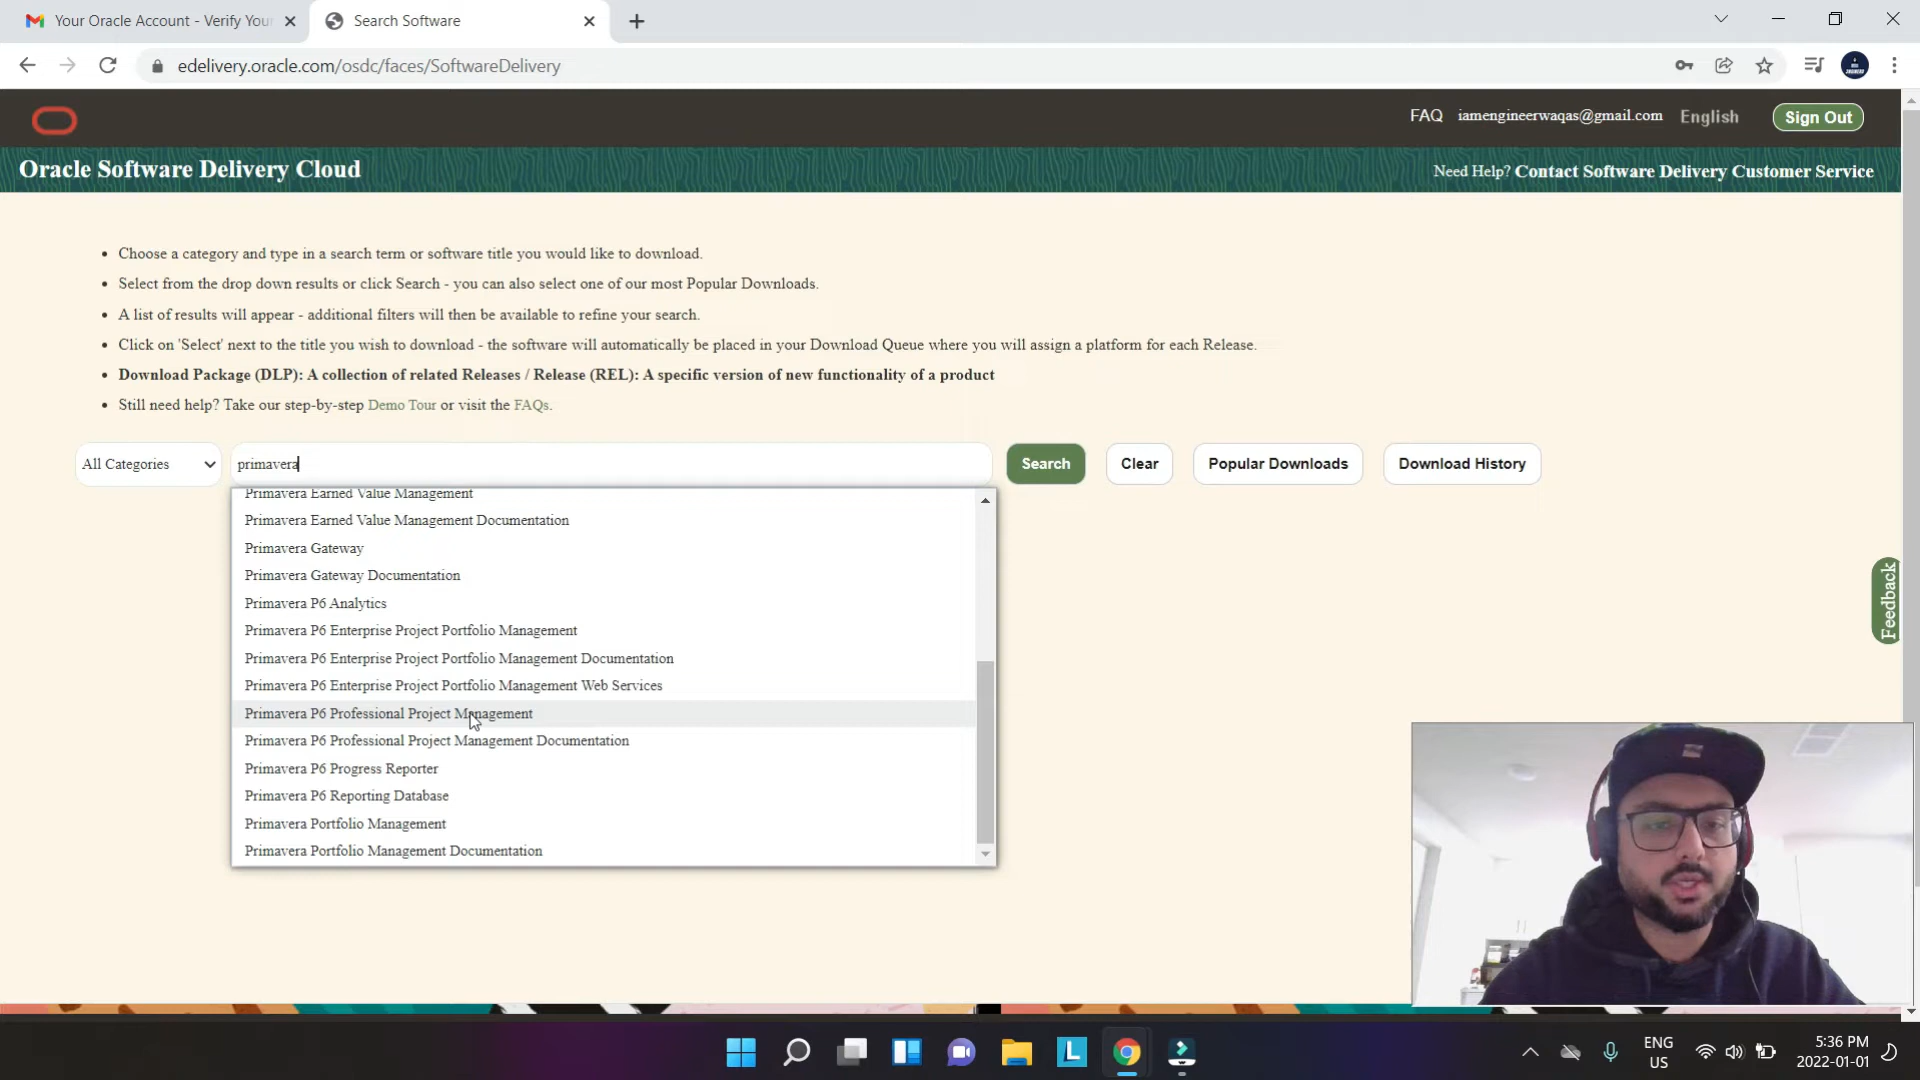 Your Oracle Account - Verify You
Search Software
edelivery.oracle.com/osdc/faces/SoftwareDelivery
FAQ iamengineerwaqas@gmail.com English Sign Out
Oracle Software Delivery Cloud
Need Help? Contact Software Delivery Customer Service
• Choose a category and type in a search term or software title you would like to download.
• Select from the drop down results or click Search - you can also select one of our most Popular Downloads.
• A list of results will appear - additional filters will then be available to refine your search.
• Click on 'Select' next to the title you wish to download - the software will automatically be placed in your Download Queue where you will assign a platform for each Release.
• Download Package (DLP): A collection of related Releases / Release (REL): A specific version of new functionality of a product
• Still need help? Take our step-by-step Demo Tour or visit the FAQs.
All Categories primavera Search Clear Popular Downloads Download History
Primavera Earned Value Management
Primavera Earned Value Management Documentation
Primavera Gateway
Primavera Gateway Documentation
Primavera P6 Analytics
Primavera P6 Enterprise Project Portfolio Management
Primavera P6 Enterprise Project Portfolio Management Documentation
Primavera P6 Enterprise Project Portfolio Management Web Services
Primavera P6 Professional Project Management
Primavera P6 Professional Project Management Documentation
Primavera P6 Progress Reporter
Primavera P6 Reporting Database
Primavera Portfolio Management
Primavera Portfolio Management Documentation
Feedback
ENG
US
5:36 PM
2022-01-01